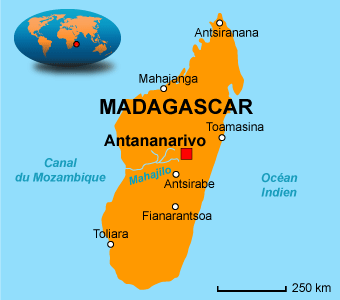 Antsiranana
Mahajanga
MADAGASCAR
Toamasina
Antananarivo
Canal
du Mozambique
Mahajilo
Antsirabe
Océan
Indien
Fianarantsoa
Toliara
250 km